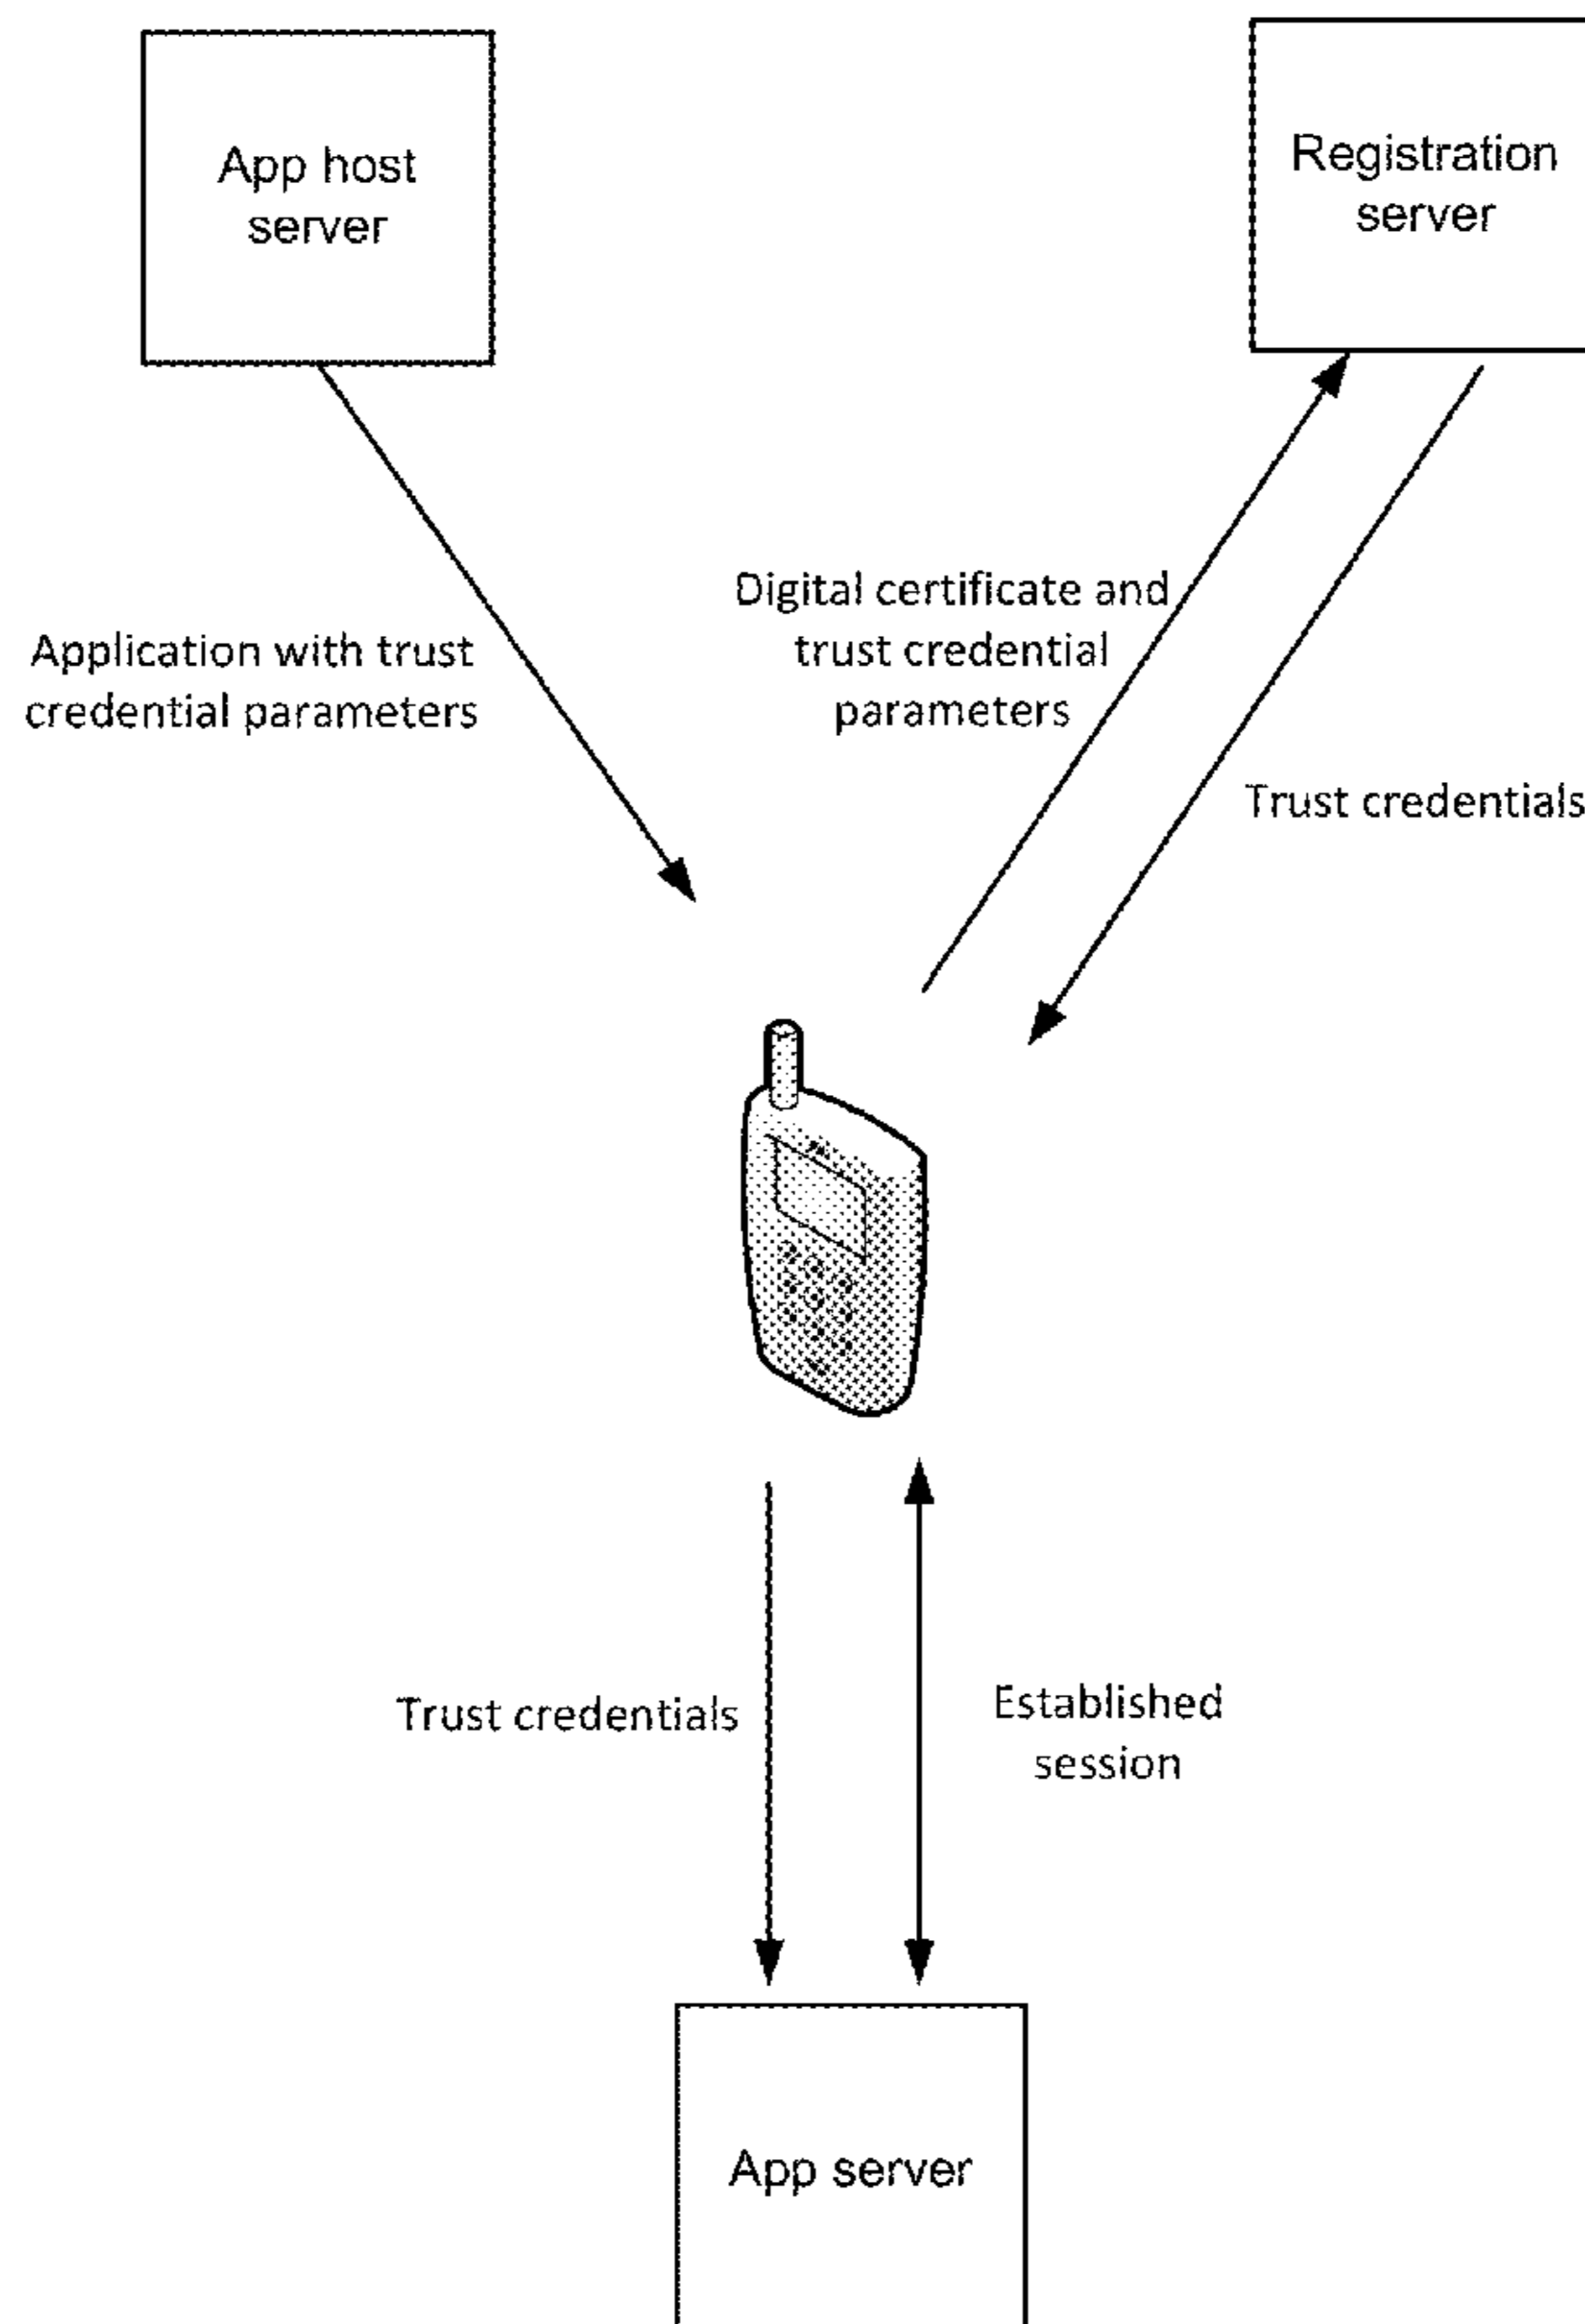 App host
server
Registration
server
Application with trust
credential parameters
Digital certificate and
trust credential
parameters
Trust credentials
Trust credentials
Established
session
App server